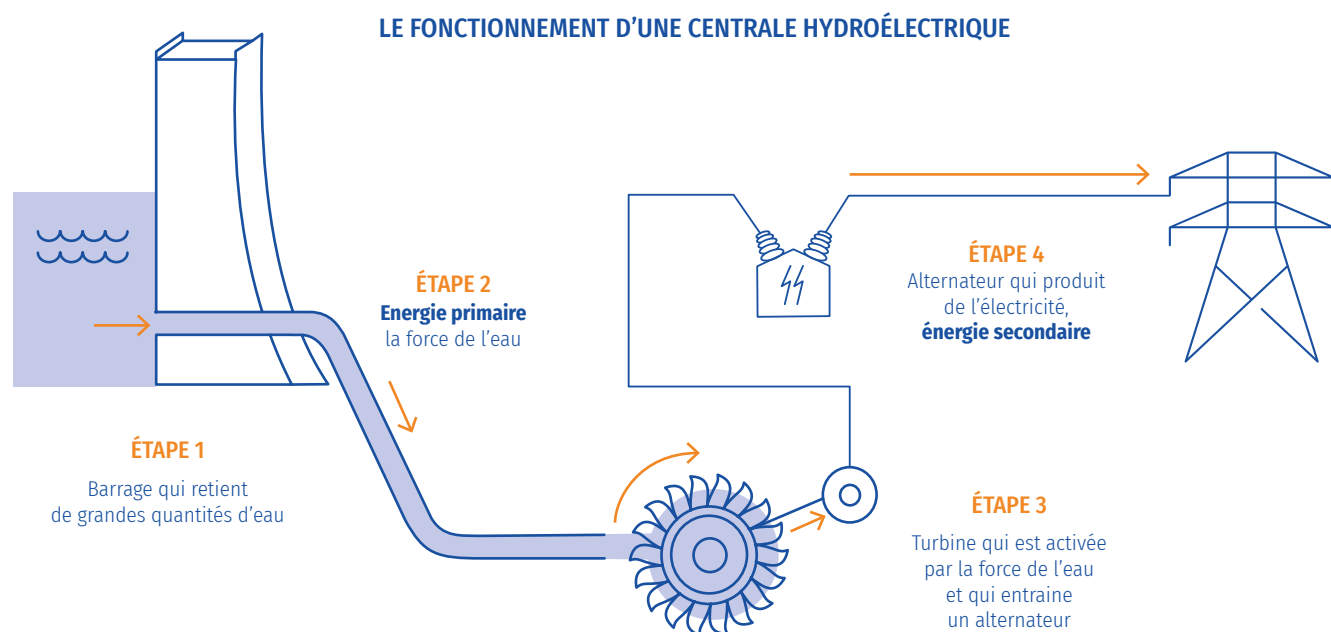 LE FONCTIONNEMENT D’UNE CENTRALE HYDROÉLECTRIQUE
ÉTAPE 1
Barrage qui retient
de grandes quantités d’eau
ÉTAPE 2
Energie primaire
la force de l’eau
ÉTAPE 3
Turbine qui est activée
par la force de l’eau
et qui entraine
un alternateur
ÉTAPE 4
Alternateur qui produit
de l’électricité,
énergie secondaire